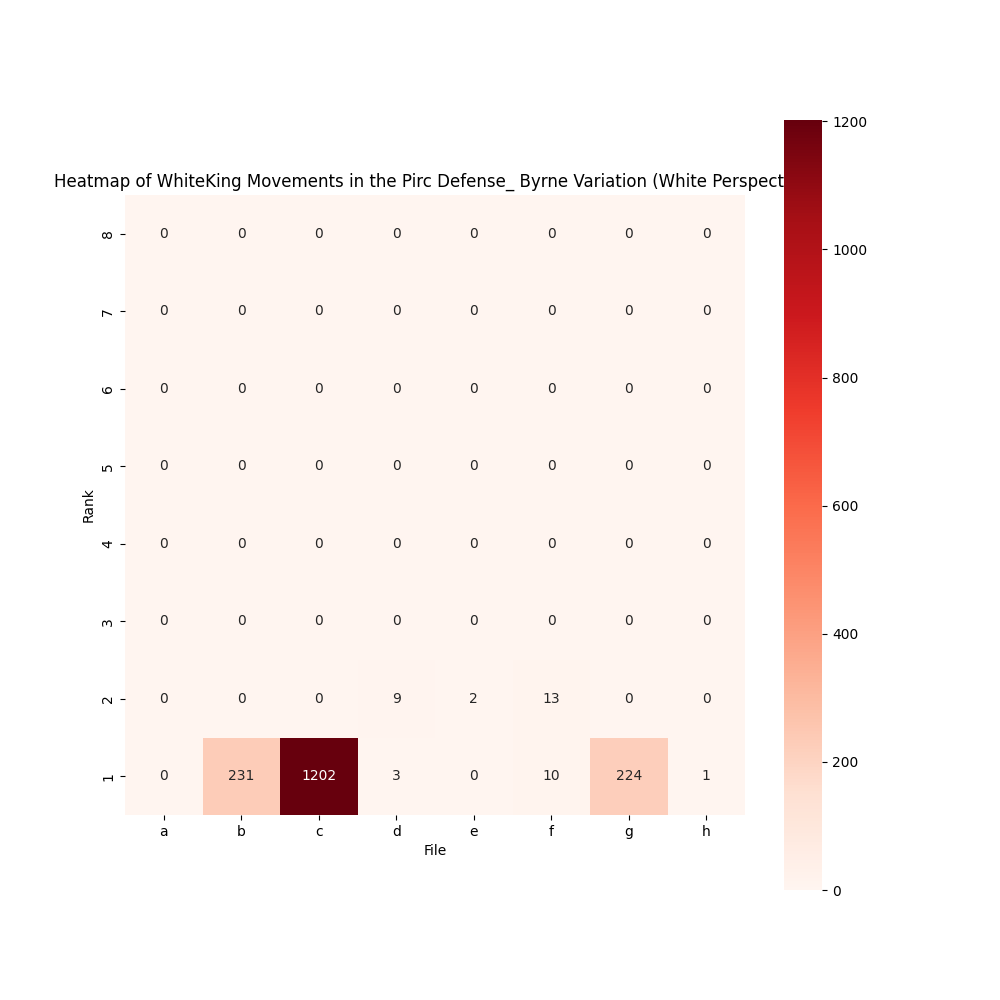 Heatmap of WhiteKing Movements in the Pirc Defense_ Byrne Variation (White Perspect
8 0 0 0 0 0 0 0 0
7 0 0 0 0 0 0 0 0
6 0 0 0 0 0 0 0 0
5 0 0 0 0 0 0 0 0
4 0 0 0 0 0 0 0 0
3 0 0 0 0 0 0 0 0
2 0 0 0 9 2 13 0 0
1 0 231 1202 3 0 10 224 1
a b c d e f g h
File
Rank
1200
1000
800
600
400
200
0